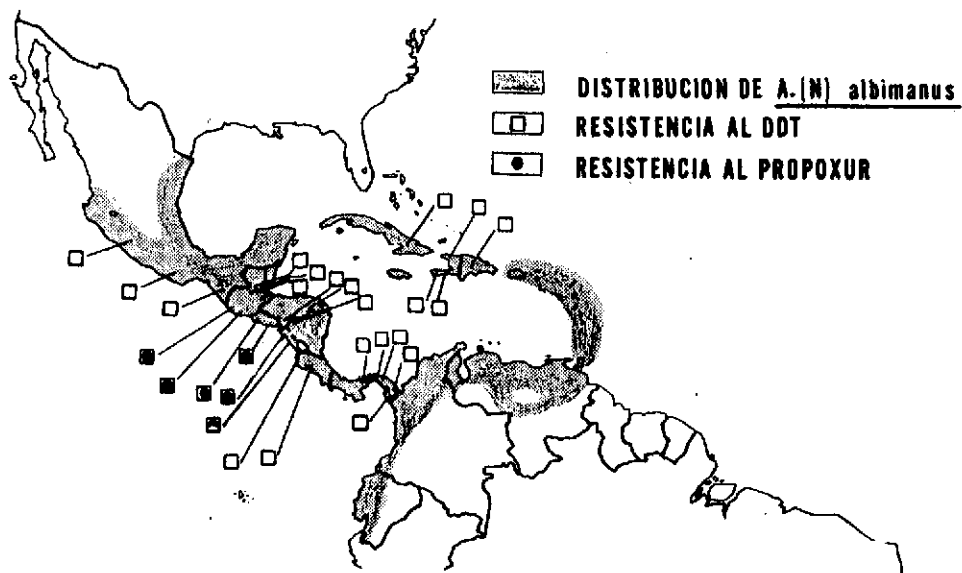 DISTRIBUCION DE A.(N) albimanus
RESISTENCIA AL DDT
RESISTENCIA AL PROPOXUR